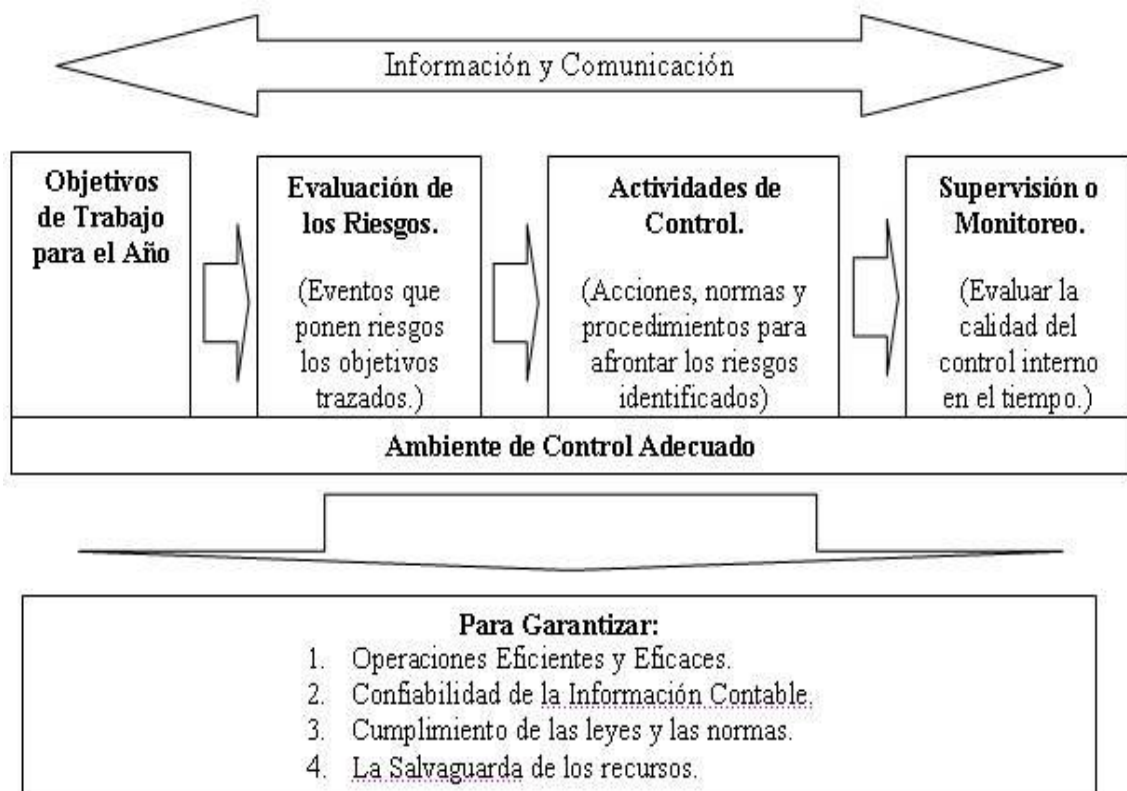 Información y Comunicación
Objetivos
de Trabajo
para el Año
Evaluación de
los Riesgos.
(Eventos que
ponen riesgos
los objetivos
trazados.)
Actividades de
Control.
(Acciones, normas y
procedimientos para
afrontar los riesgos
identificados)
Supervisión o
Monitoreo.
(Evaluar la
calidad del
control interno
en el tiempo.)
Ambiente de Control Adecuado
Para Garantizar:
1. Operaciones Eficientes y Eficaces.
2. Confiabilidad de la Información Contable.
3. Cumplimiento de las leyes y las normas.
4. La Salvaguarda de los recursos.